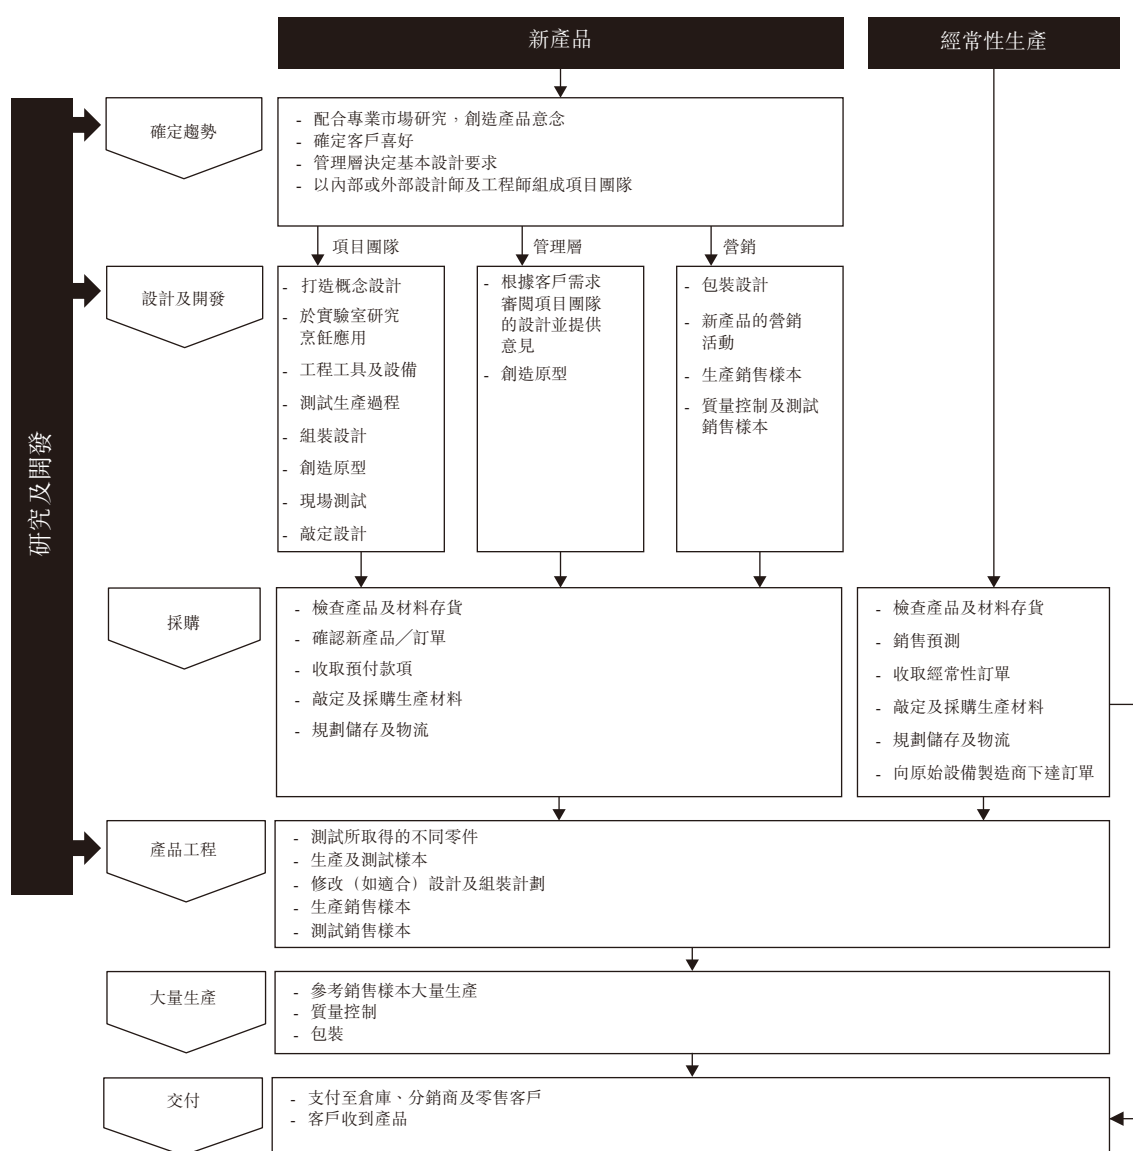 新產品
經常性生產
研究及開發
確定趨勢
- 配合專業市場研究，創造產品意念
- 確定客戶喜好
- 管理層決定基本設計要求
- 以內部或外部設計師及工程師組成項目團隊
設計及開發
項目團隊
- 打造概念設計
- 於實驗室研究
烹飪應用
- 工程工具及設備
- 測試生產過程
- 組裝設計
- 創造原型
- 現場測試
- 敲定設計
管理層
- 根據客戶需求
審閱項目團隊
的設計並提供
意見
- 創造原型
營銷
- 包裝設計
- 新產品的營銷
活動
- 生產銷售樣本
- 質量控制及測試
銷售樣本
採購
- 檢查產品及材料存貨
- 確認新產品／訂單
- 收取預付款項
- 敲定及採購生產材料
- 規劃儲存及物流
- 檢查產品及材料存貨
- 銷售預測
- 收取經常性訂單
- 敲定及採購生產材料
- 規劃儲存及物流
- 向原始設備製造商下達訂單
產品工程
- 測試所取得的不同零件
- 生產及測試樣本
- 修改（如適合）設計及組裝計劃
- 生產銷售樣本
- 測試銷售樣本
大量生產
- 參考銷售樣本大量生產
- 質量控制
- 包裝
交付
- 支付至倉庫、分銷商及零售客戶
- 客戶收到產品